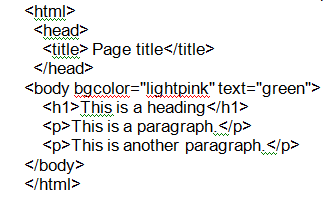 <html>
<head>
<title> Page title</title>
</head>
<body bgcolor="lightpink" text="green">
<h1>This is a heading</h1>
<p>This is a paragraph.</p>
<p>This is another paragraph.</p>
</body>
</html>